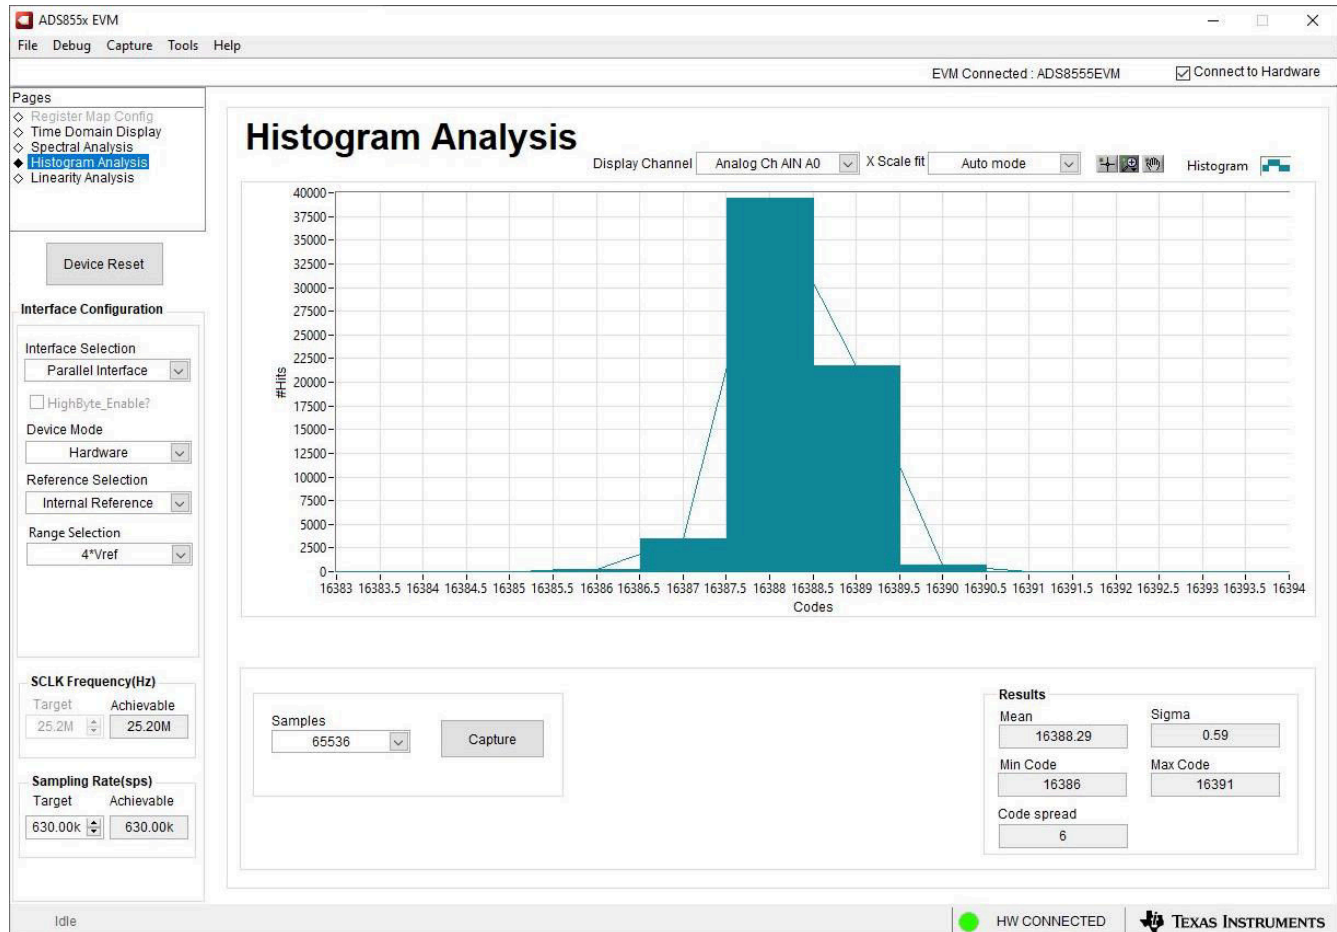 ADS855x EVM
File Debug Capture Tools Help
EVM Connected : ADS8555EVM Connect to Hardware
Pages
Register Map Config
Time Domain Display
Spectral Analysis
Histogram Analysis
Linearity Analysis
Device Reset
Interface Configuration
Interface Selection
Parallel Interface
HighByte_Enable?
Device Mode
Hardware
Reference Selection
Internal Reference
Range Selection
4*Vref
SCLK Frequency(Hz)
Target Achievable
25.2M 25.20M
Sampling Rate(sps)
Target Achievable
630.00k 630.00k
Histogram Analysis
Display Channel Analog Ch AIN A0 X Scale fit Auto mode Histogram
40000
37500
35000
32500
30000
27500
25000
22500
20000
17500
15000
12500
10000
7500
5000
2500
0
#Hits
16383 16383.5 16384 16384.5 16385 16385.5 16386 16386.5 16387 16387.5 16388 16388.5 16389 16389.5 16390 16390.5 16391 16391.5 16392 16392.5 16393 16393.5 16394
Codes
Samples
65536
Capture
Results
Mean Sigma
16388.29 0.59
Min Code Max Code
16386 16391
Code spread
6
Idle HW CONNECTED TEXAS INSTRUMENTS